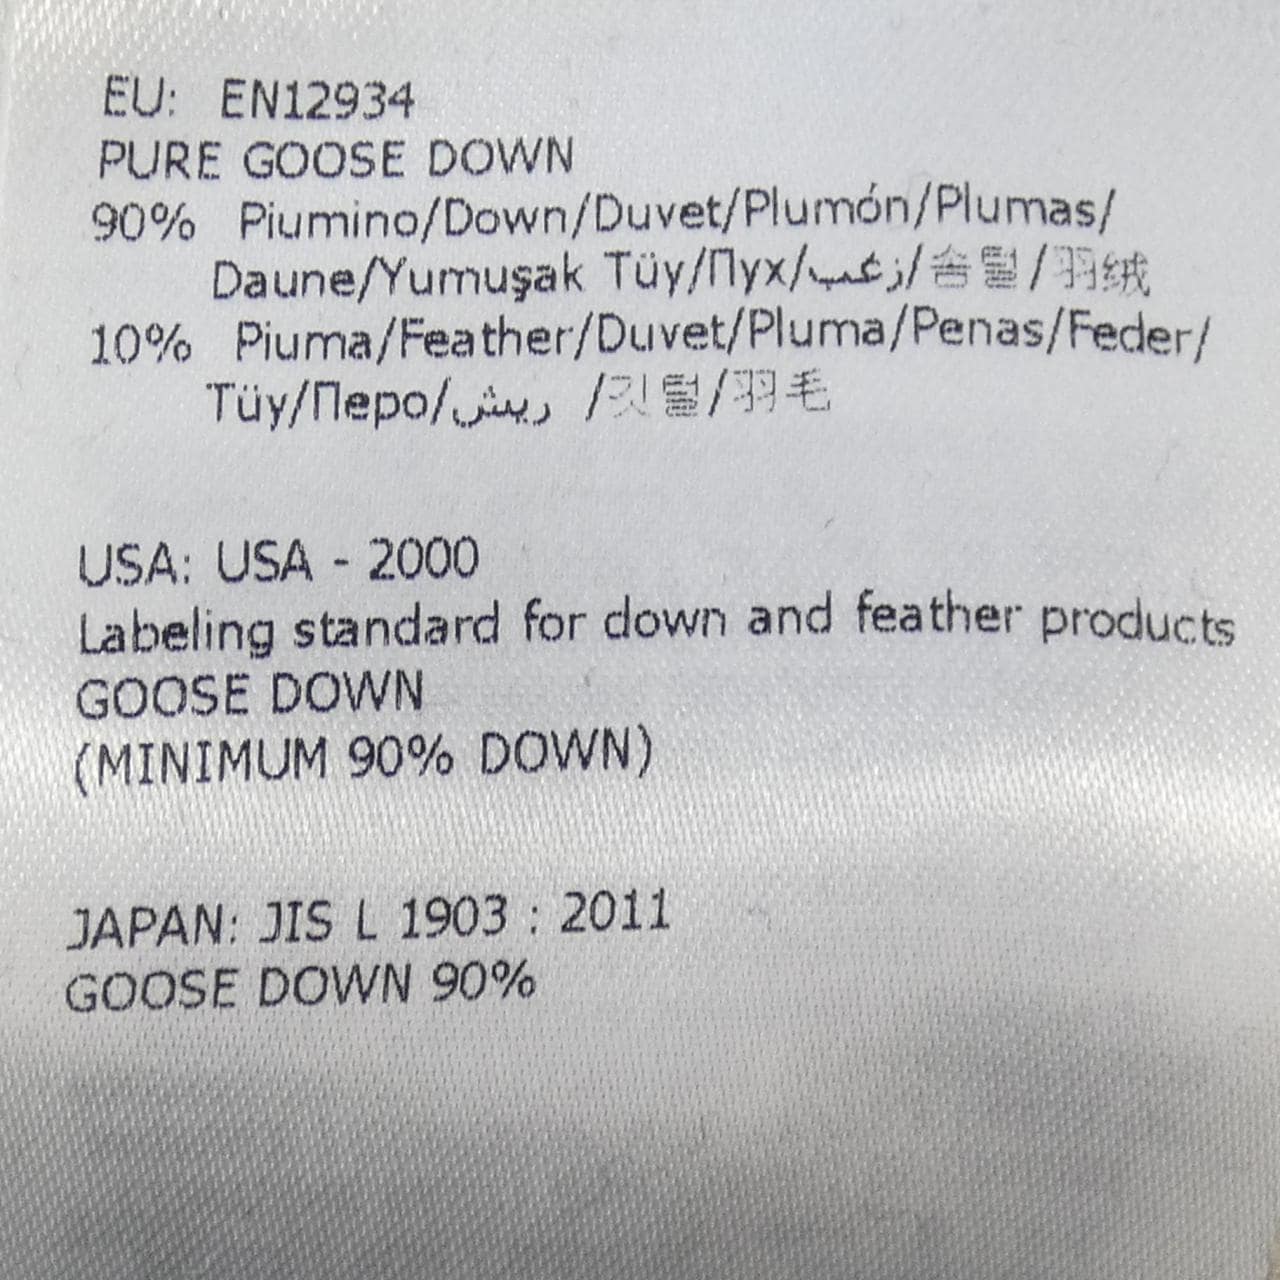 EU: EN12934
PURE GOOSE DOWN
90% Piumino/Down/Duvet/Plumón/Plumas/
Daune/Yumuşak Tüy/Пух/زغب/솜털/羽绒
10% Piuma/Feather/Duvet/Pluma/Penas/Feder/
Tüy/Перо/ريش /깃털/羽毛
USA: USA - 2000
Labeling standard for down and feather products
GOOSE DOWN
(MINIMUM 90% DOWN)
JAPAN: JIS L 1903 : 2011
GOOSE DOWN 90%